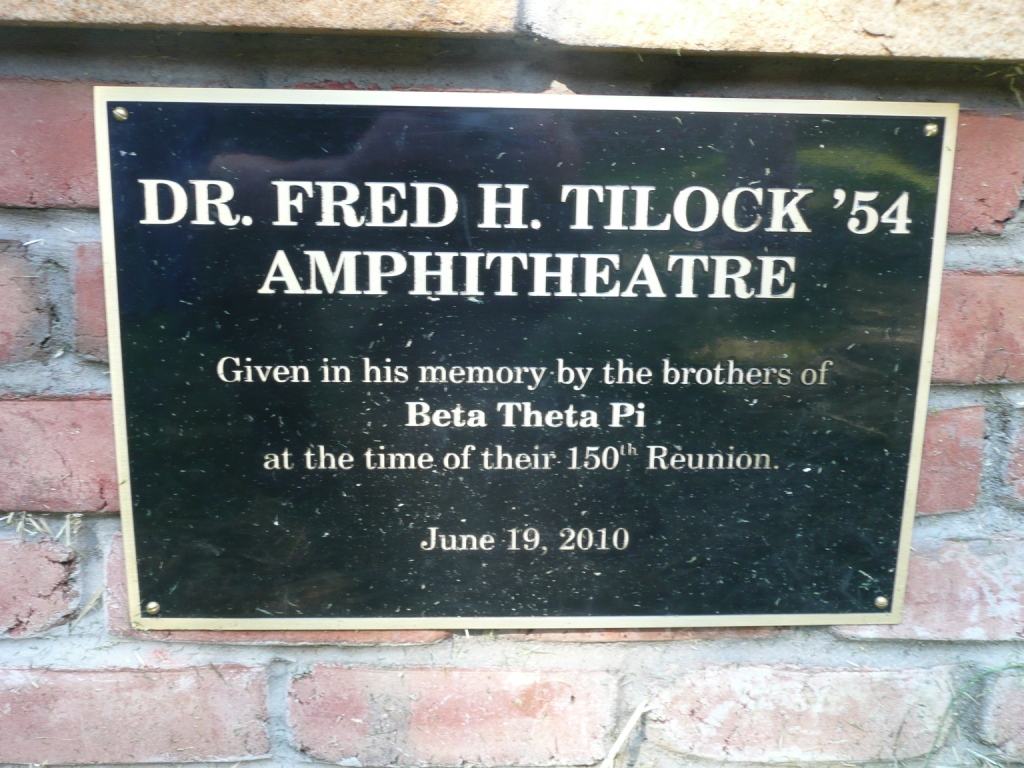 DR. FRED H. TILOCK ’54
AMPHITHEATRE
Given in his memory by the brothers of
Beta Theta Pi
at the time of their 150th Reunion.
June 19, 2010